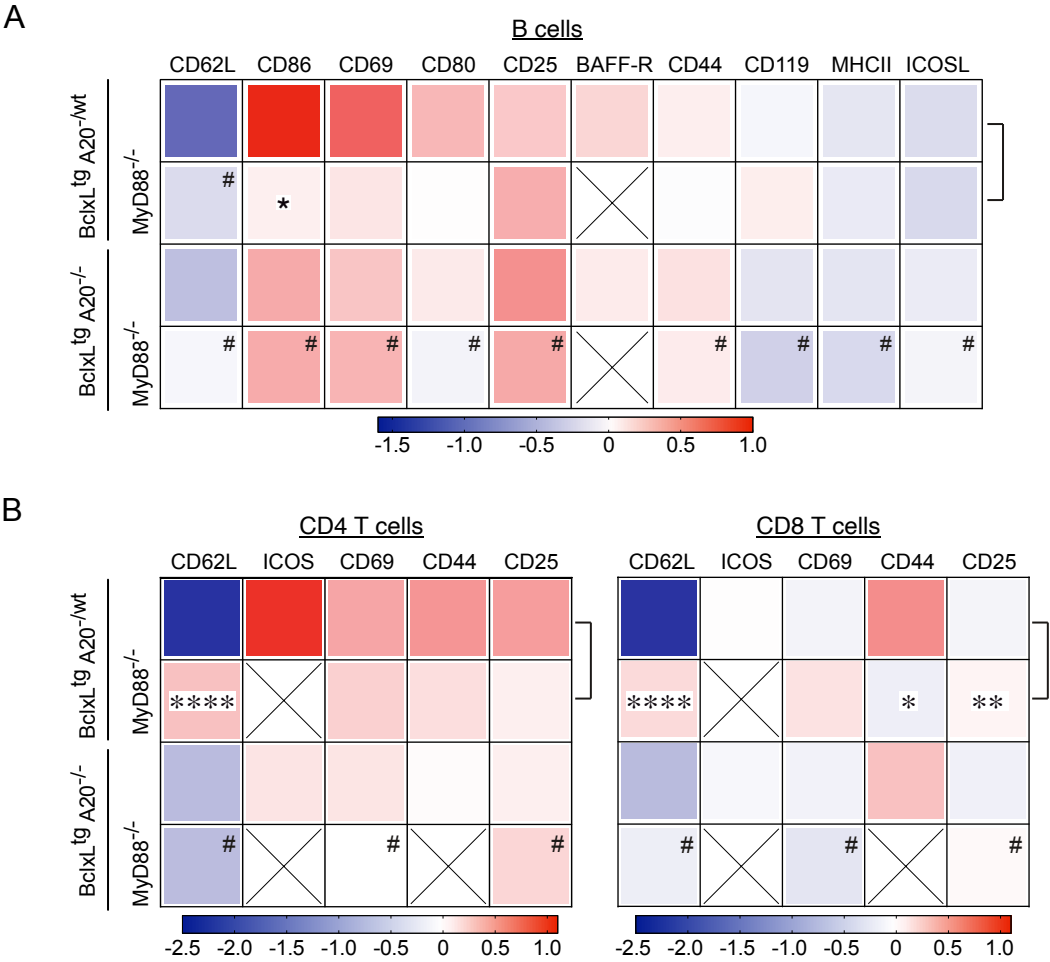 A
B cells
CD62L CD86 CD69 CD80 CD25 BAFF-R CD44 CD119 MHCII ICOSL
BclxL^tg A20^-/wt
MyD88^-/-
#
*
BclxL^tg A20^-/-
MyD88^-/-
# # # # # # # # #
-1.5 -1.0 -0.5 0 0.5 1.0
B
CD4 T cells
CD62L ICOS CD69 CD44 CD25
BclxL^tg A20^-/wt
MyD88^-/-
****
BclxL^tg A20^-/-
MyD88^-/-
# # #
-2.5 -2.0 -1.5 -1.0 -0.5 0 0.5 1.0
CD8 T cells
CD62L ICOS CD69 CD44 CD25
**** * **
# # #
-2.5 -2.0 -1.5 -1.0 -0.5 0 0.5 1.0